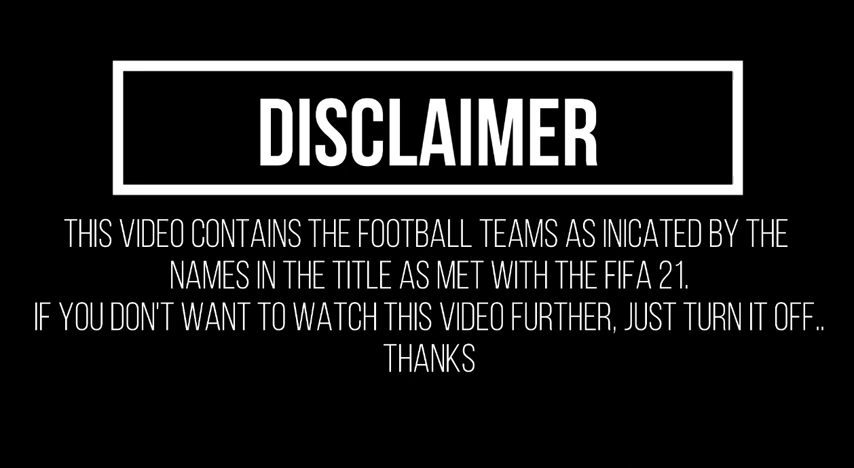 DISCLAIMER
THIS VIDEO CONTAINS THE FOOTBALL TEAMS AS INICATED BY THE
NAMES IN THE TITLE AS MET WITH THE FIFA 21.
IF YOU DON'T WANT TO WATCH THIS VIDEO FURTHER, JUST TURN IT OFF..
THANKS